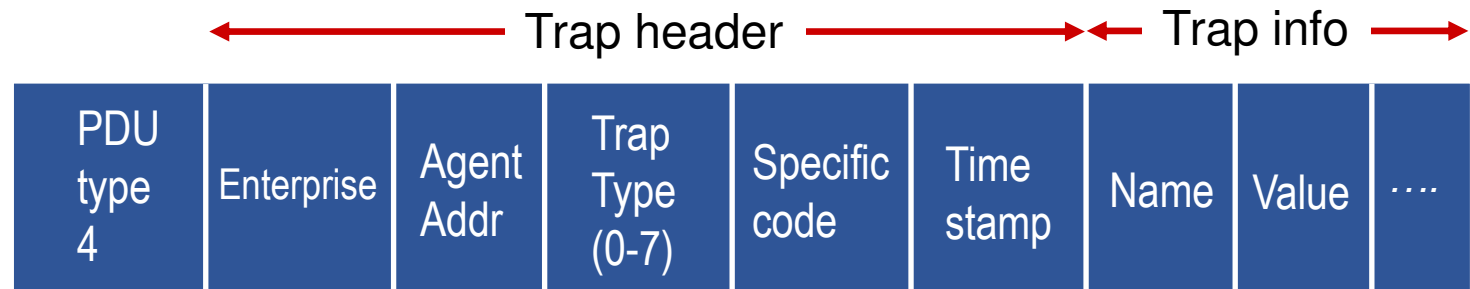 Trap header
Trap info
PDU
type
4
Enterprise
Agent
Addr
Trap
Type
(0-7)
Specific
code
Time
stamp
Name
Value
....